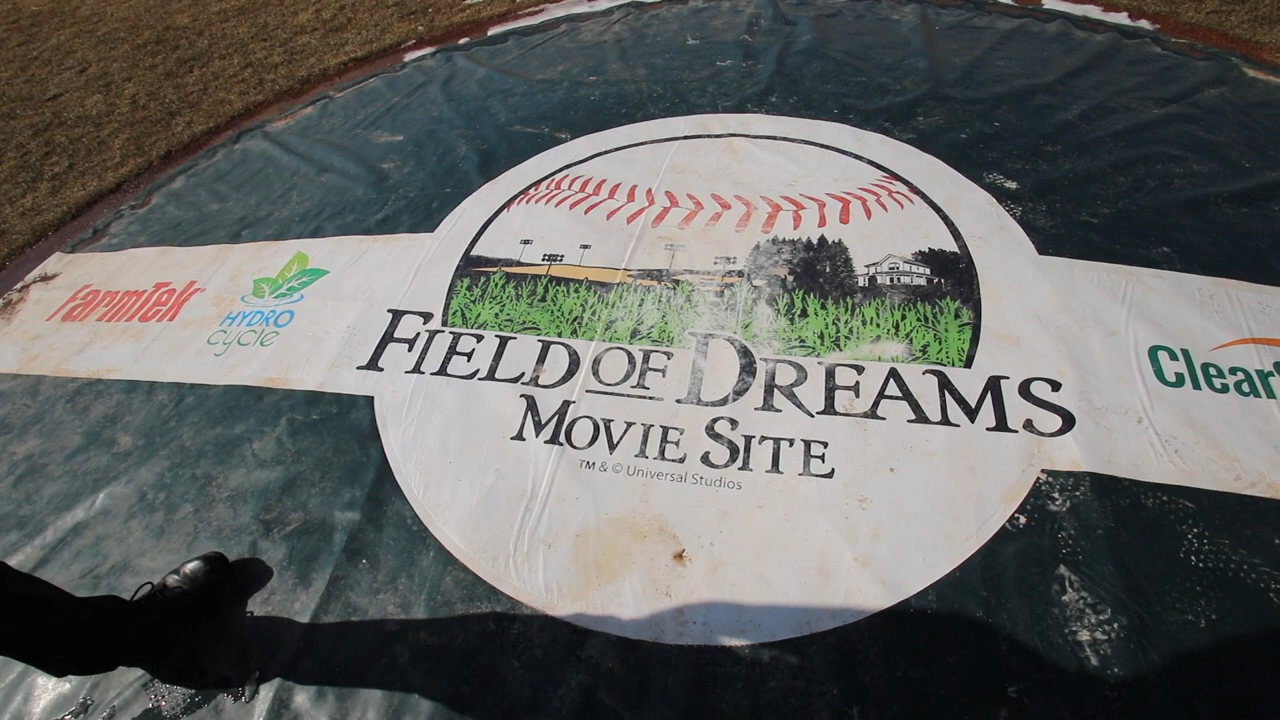 FarmTek
HYDRO
cycle
FIELD OF DREAMS
MOVIE SITE
TM & © Universal Studios
Clear